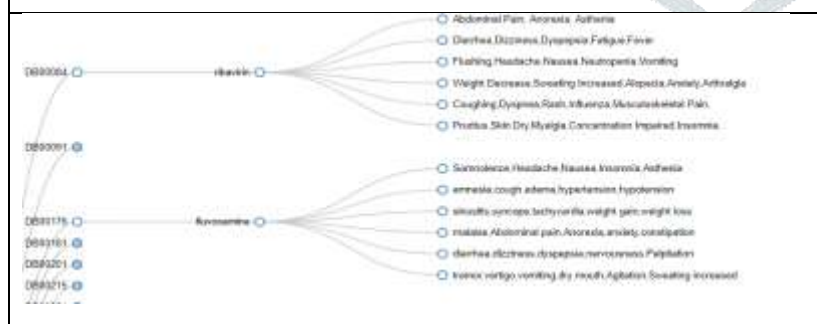 Abdominal Pain, Anorexia, Asthenia
Diarrhea,Dizziness,Dyspepsia,Fatigue,Fever
ribavirin
Flushing,Headache,Nausea,Neutropenia,Vomiting
Weight Decrease,Sweating Increased,Alopecia,Anxiety,Arthralgia
Coughing,Dyspnea,Rash,Influenza,Musculoskeletal Pain
Pruritus,Skin Dry,Myalgia,Concentration Impaired,Insomnia
DB00091
Somnolence,Headache,Nausea,Insomnia,Asthenia
amnesia,cough,edema,hypertension,hypotension
DB00176
fluvoxamine
sinusitis,syncope,tachycardia,weight gain,weight loss
malaise,Abdominal pain,Anorexia,anxiety,constipation
diarrhea,dizziness,dyspepsia,nervousness,Palpitation
tremor,vertigo,vomiting,dry mouth,Agitation,Sweating increased
DB00201
DB00215